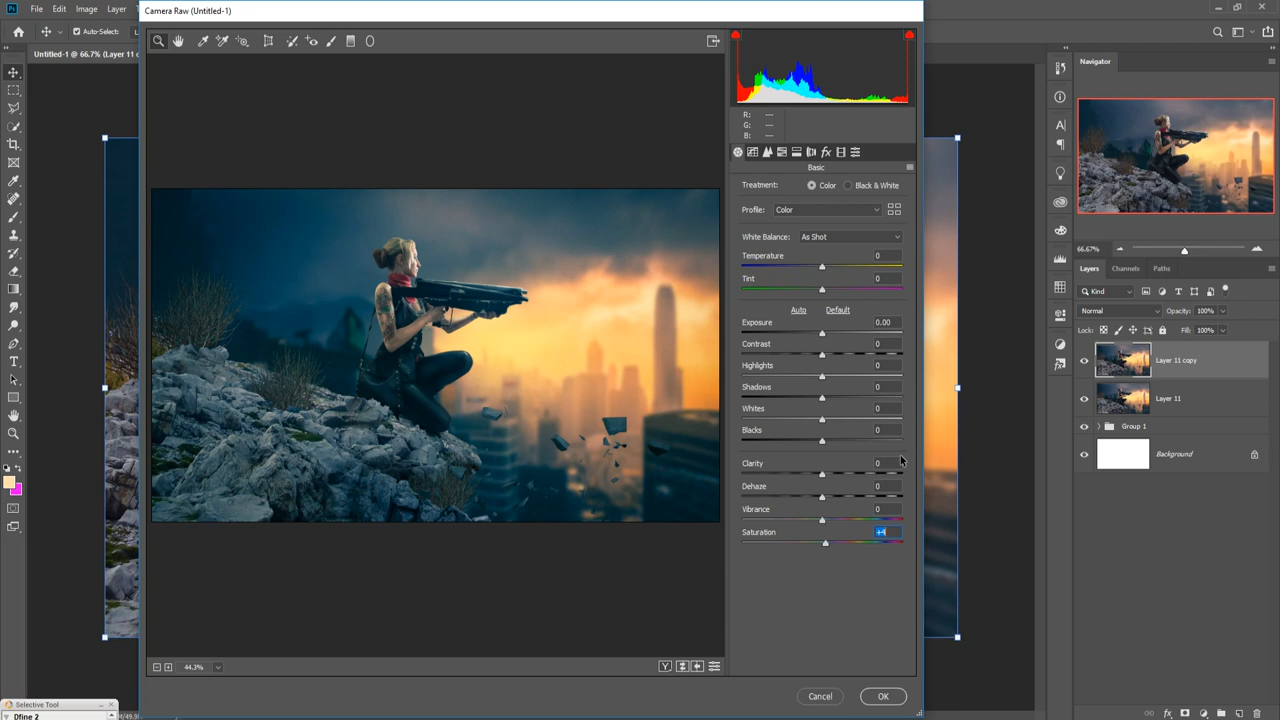 Ps File Edit Image Layer
Camera Raw (Untitled-1)
Auto-Select:
Untitled-1 @ 66.7% (Layer 11 c
R: ---
G: ---
B: ---
Basic
Treatment: Color Black & White
Profile: Color
White Balance: As Shot
Temperature 0
Tint 0
Auto Default
Exposure 0.00
Contrast 0
Highlights 0
Shadows 0
Whites 0
Blacks 0
Clarity 0
Dehaze 0
Vibrance 0
Saturation +4
44.3%
Y
Cancel OK
Selective Tool
Dfine 2
Navigator
66.67%
Layers Channels Paths
Kind
Normal Opacity: 100%
Lock: Fill: 100%
Layer 11 copy
Layer 11
Group 1
Background